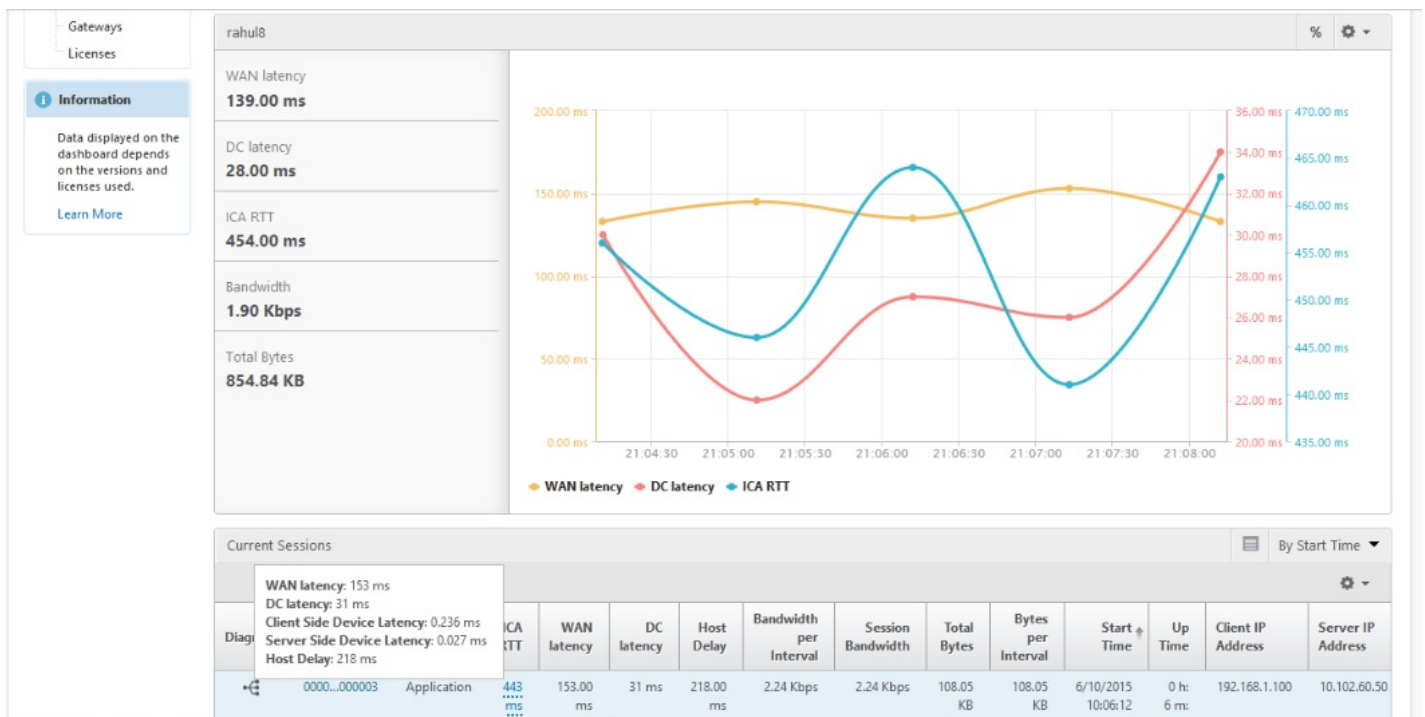 Gateways
Licenses
Information
Data displayed on the
dashboard depends
on the versions and
licenses used.
Learn More
rahul8
%
WAN latency
139.00 ms
DC latency
28.00 ms
ICA RTT
454.00 ms
Bandwidth
1.90 Kbps
Total Bytes
854.84 KB
200.00 ms
150.00 ms
100.00 ms
50.00 ms
0.00 ms
36.00 ms
34.00 ms
32.00 ms
30.00 ms
28.00 ms
26.00 ms
24.00 ms
22.00 ms
20.00 ms
470.00 ms
465.00 ms
460.00 ms
455.00 ms
450.00 ms
445.00 ms
440.00 ms
435.00 ms
21:04:30 21:05:00 21:05:30 21:06:00 21:06:30 21:07:00 21:07:30 21:08:00
WAN latency DC latency ICA RTT
Current Sessions
By Start Time
WAN latency: 153 ms
DC latency: 31 ms
Client Side Device Latency: 0.236 ms
Server Side Device Latency: 0.027 ms
Host Delay: 218 ms
WAN latency
DC latency
Host Delay
Bandwidth per Interval
Session Bandwidth
Total Bytes
Bytes per Interval
Start Time
Up Time
Client IP Address
Server IP Address
0000...000003 Application 443 ms 153.00 ms 31 ms 218.00 ms 2.24 Kbps 2.24 Kbps 108.05 KB 108.05 KB 6/10/2015 10:06:12 0 h: 6 m: 192.168.1.100 10.102.60.50